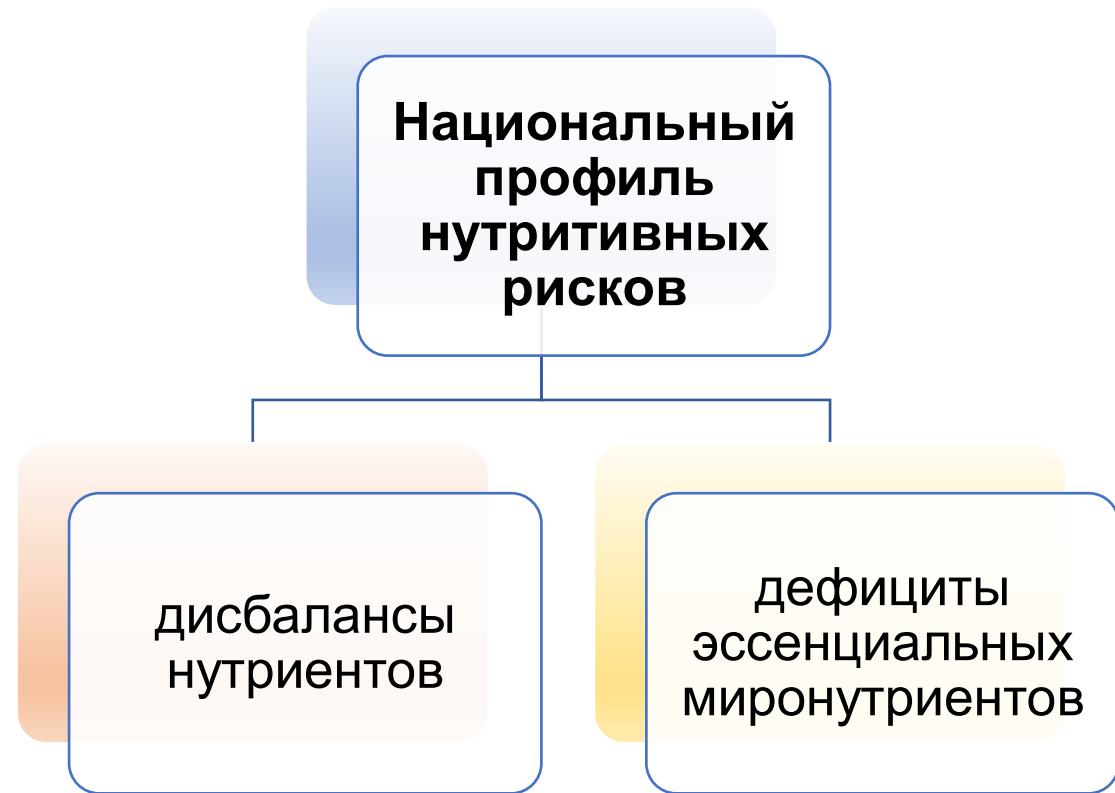 Национальный
профиль
нутритивных
рисков
дисбалансы
нутриентов
дефициты
эссенциальных
миронутриентов